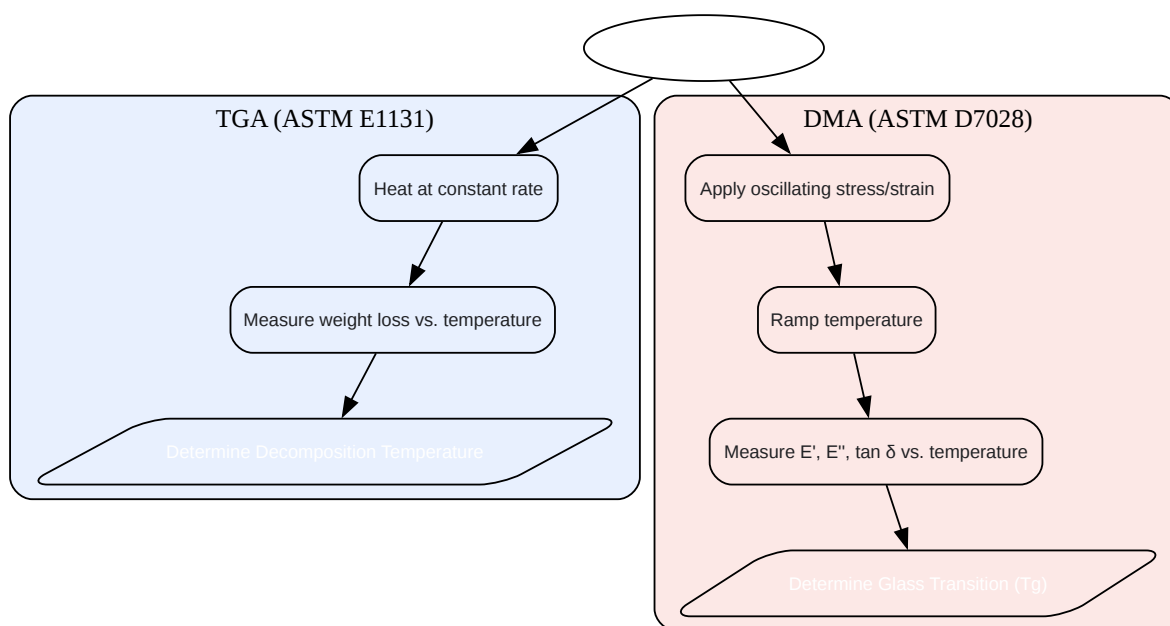 TGA (ASTM E1131)
Heat at constant rate
Measure weight loss vs. temperature
Determine Decomposition Temperature
DMA (ASTM D7028)
Apply oscillating stress/strain
Ramp temperature
Measure E', E'', tan δ vs. temperature
Determine Glass Transition (Tg)